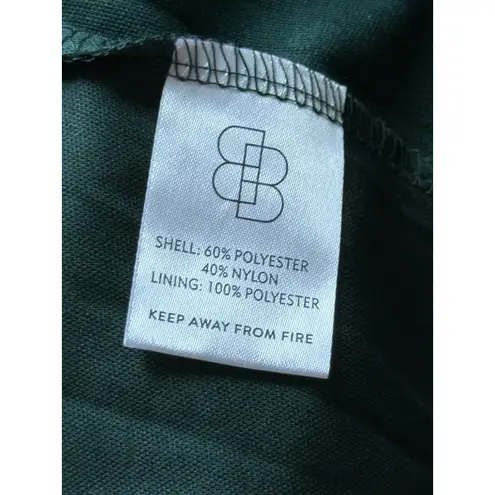 SHELL: 60% POLYESTER
40% NYLON
LINING: 100% POLYESTER
KEEP AWAY FROM FIRE